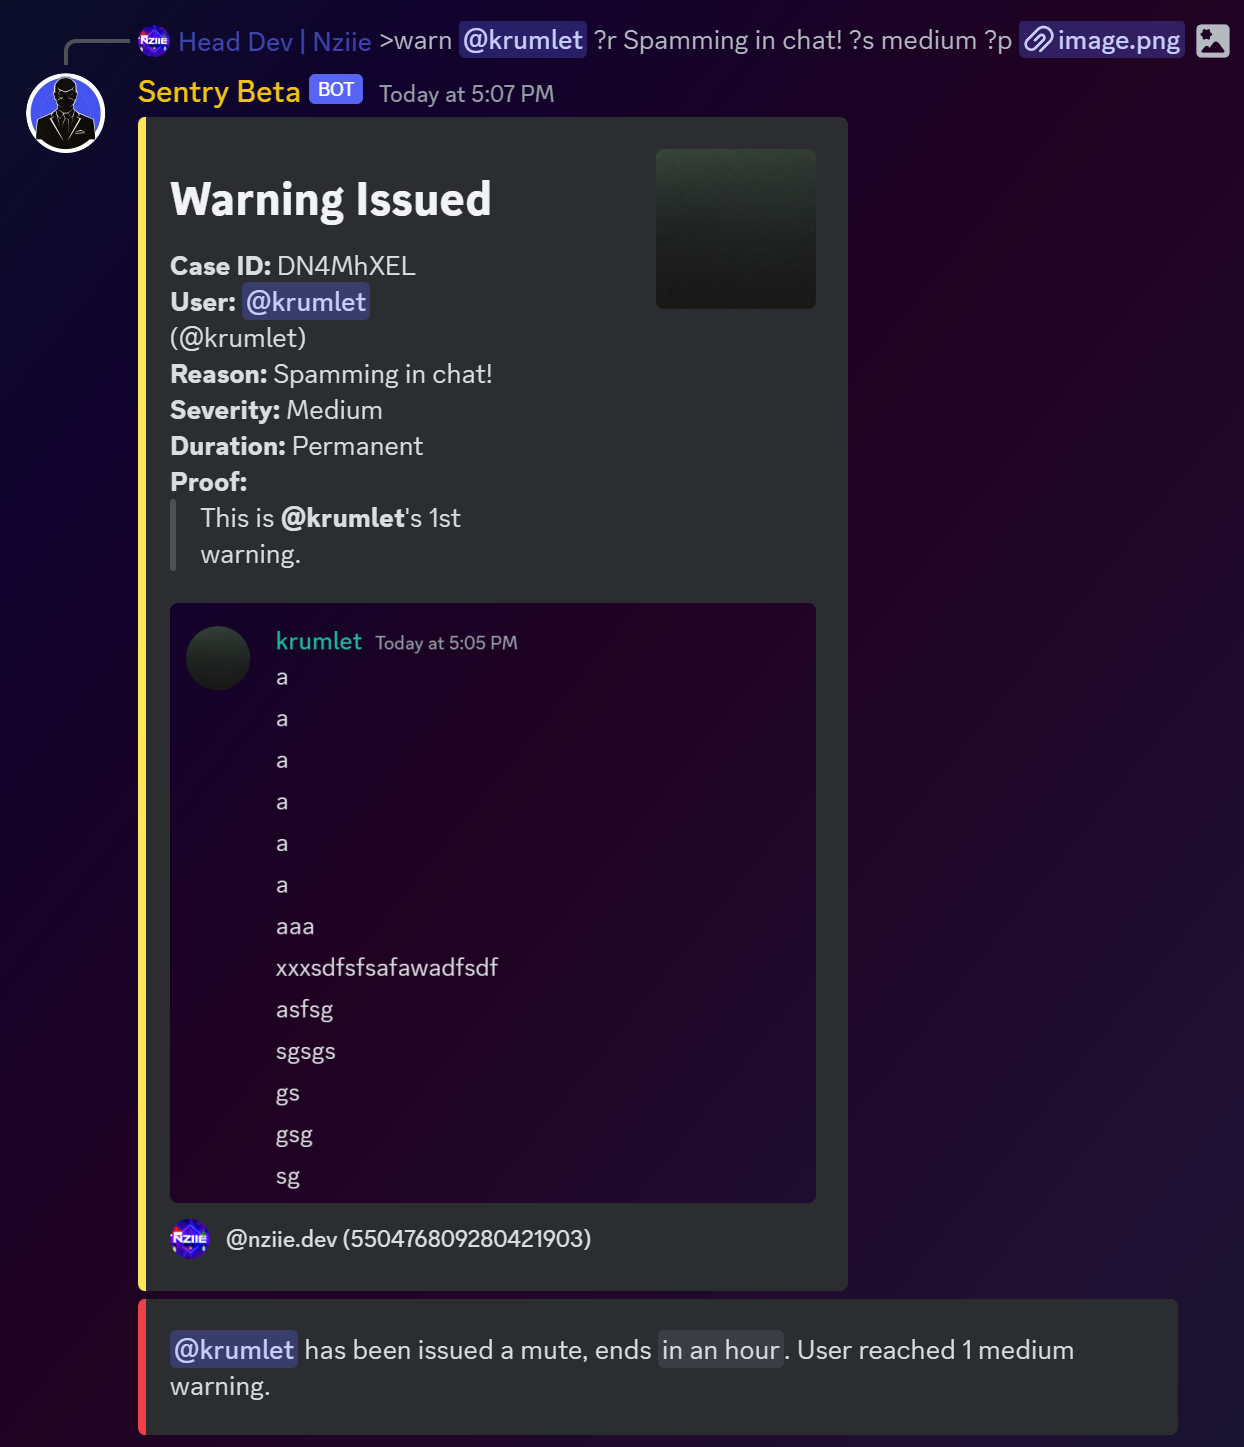 NZIIE Head Dev | Nziie >warn @krumlet ?r Spamming in chat! ?s medium ?p image.png
Sentry Beta BOT Today at 5:07 PM
Warning Issued
Case ID: DN4MhXEL
User: @krumlet
(@krumlet)
Reason: Spamming in chat!
Severity: Medium
Duration: Permanent
Proof:
This is @krumlet's 1st
warning.
krumlet Today at 5:05 PM
a
a
a
a
a
a
aaa
xxxsdfsfsafawadfsdf
asfsg
sgsgs
gs
gsg
sg
NZIIE @nziie.dev (550476809280421903)
@krumlet has been issued a mute, ends in an hour. User reached 1 medium
warning.